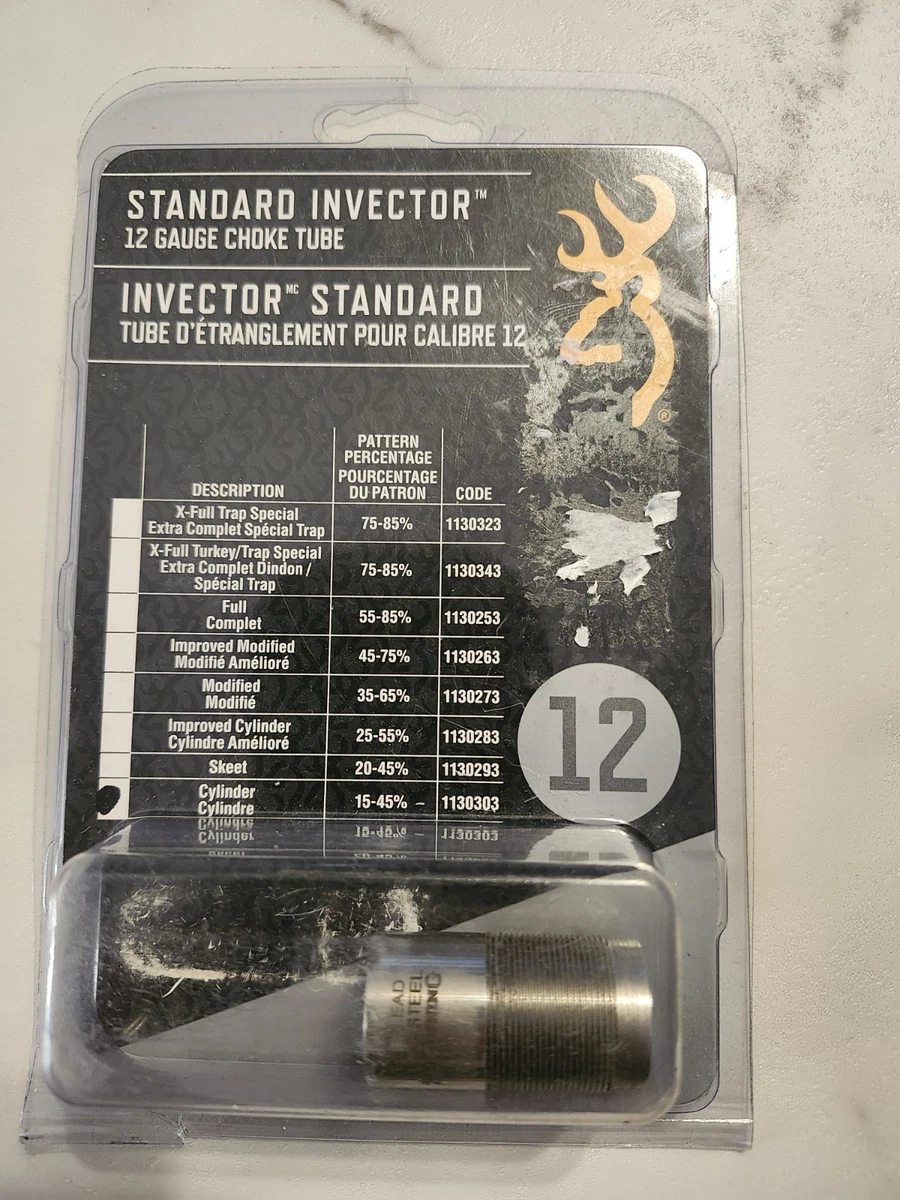 STANDARD INVECTOR™
12 GAUGE CHOKE TUBE
INVECTOR MC STANDARD
TUBE D'ÉTRANGLEMENT POUR CALIBRE 12
®
PATTERN
PERCENTAGE
POURCENTAGE
DESCRIPTION DU PATRON CODE
X-Full Trap Special
Extra Complet Spécial Trap 75-85% 1130323
X-Full Turkey/Trap Special
Extra Complet Dindon / 75-85% 1130343
Spécial Trap
Full
Complet 55-85% 1130253
Improved Modified
Modifié Amélioré 45-75% 1130263
Modified
Modifié 35-65% 1130273
Improved Cylinder
Cylindre Amélioré 25-55% 1130283
Skeet 20-45% 1130293
Cylinder
Cylindre 15-45% 1130303
12